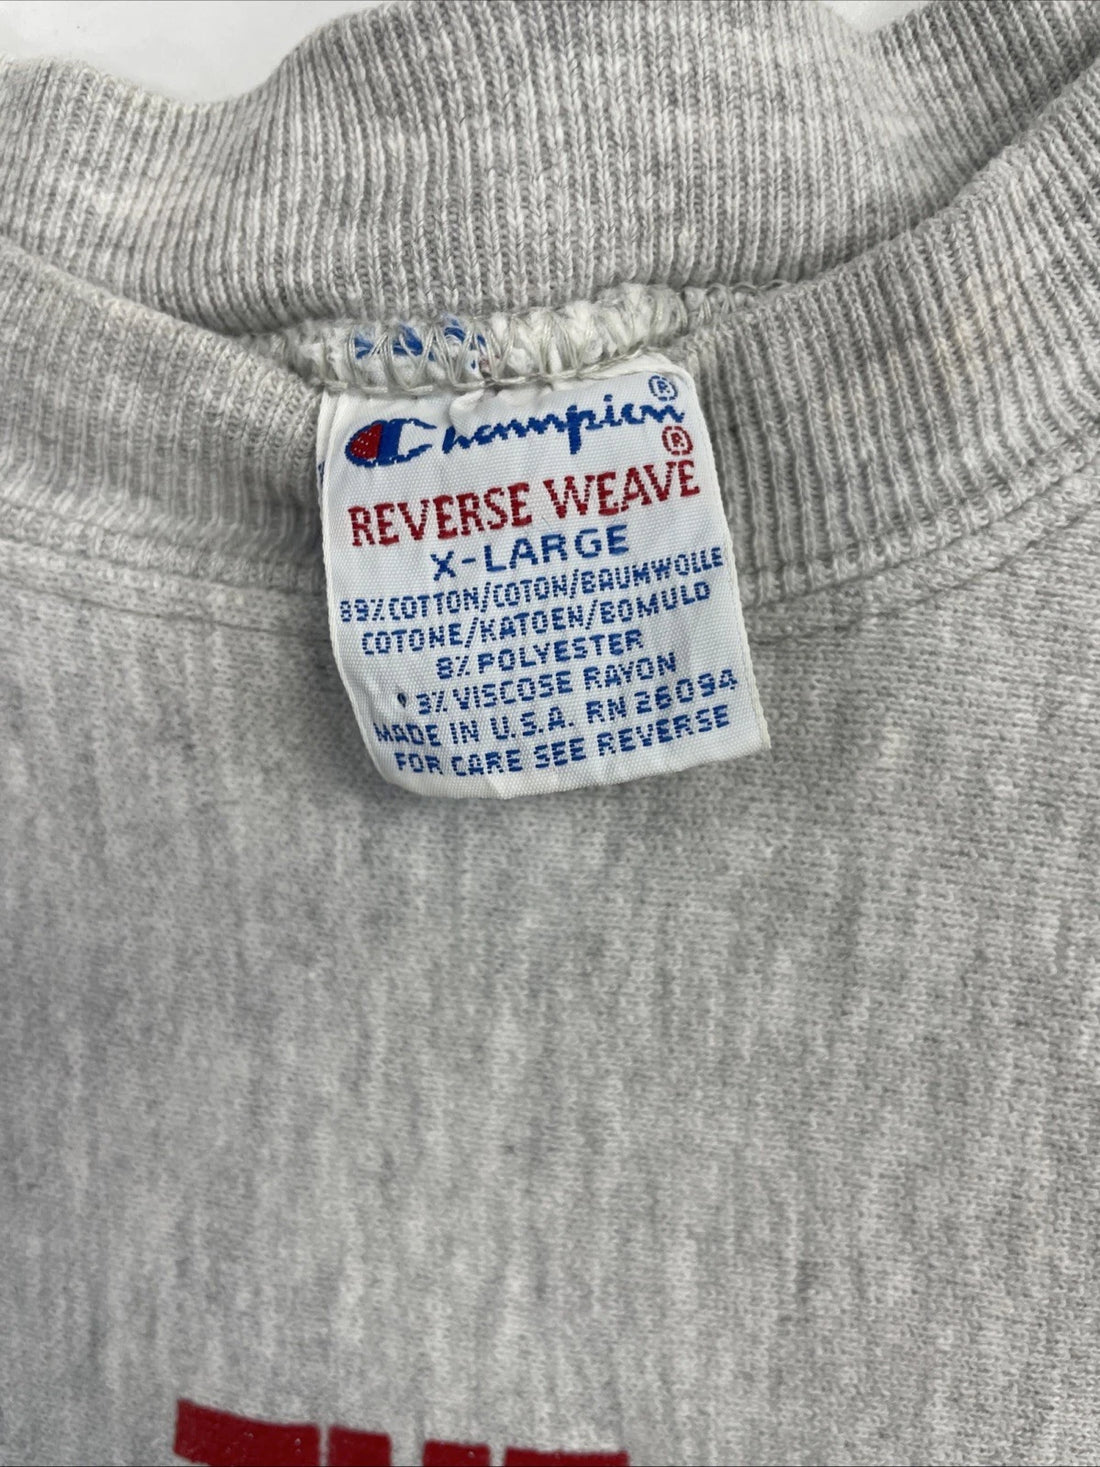 Champion®
REVERSE WEAVE®
X-LARGE
89% COTTON/COTON/BAUMWOLLE
COTONE/KATOEN/BOMULD
8% POLYESTER
3% VISCOSE RAYON
MADE IN U.S.A. RN 26094
FOR CARE SEE REVERSE